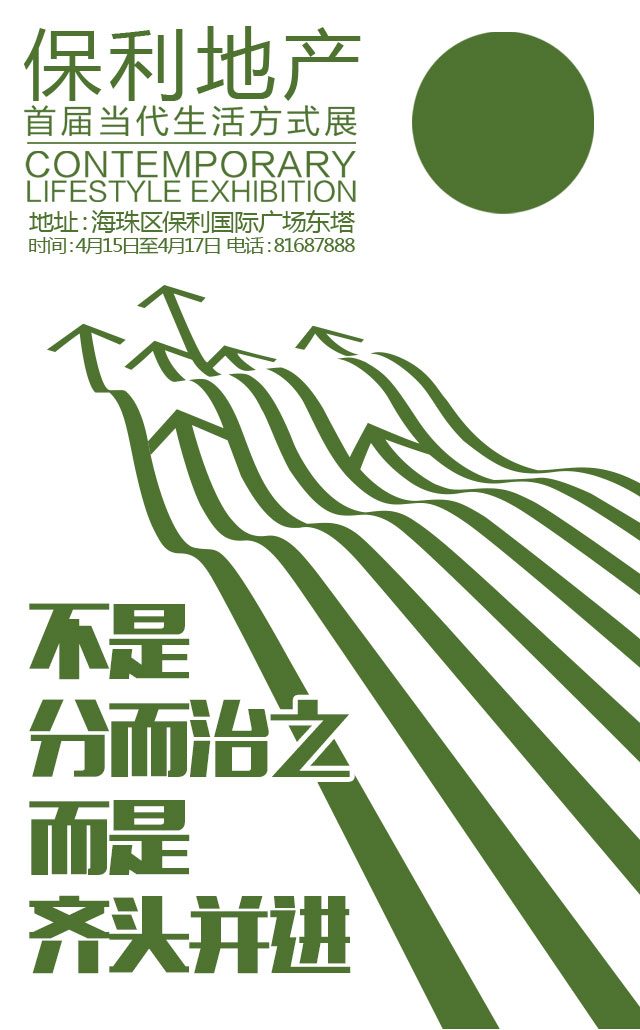 保利地产
首届当代生活方式展
CONTEMPORARY
LIFESTYLE EXHIBITION
地址:海珠区保利国际广场东塔
时间:4月15日至4月17日 电话:81687888
不是
分而治之
而是
齐头并进